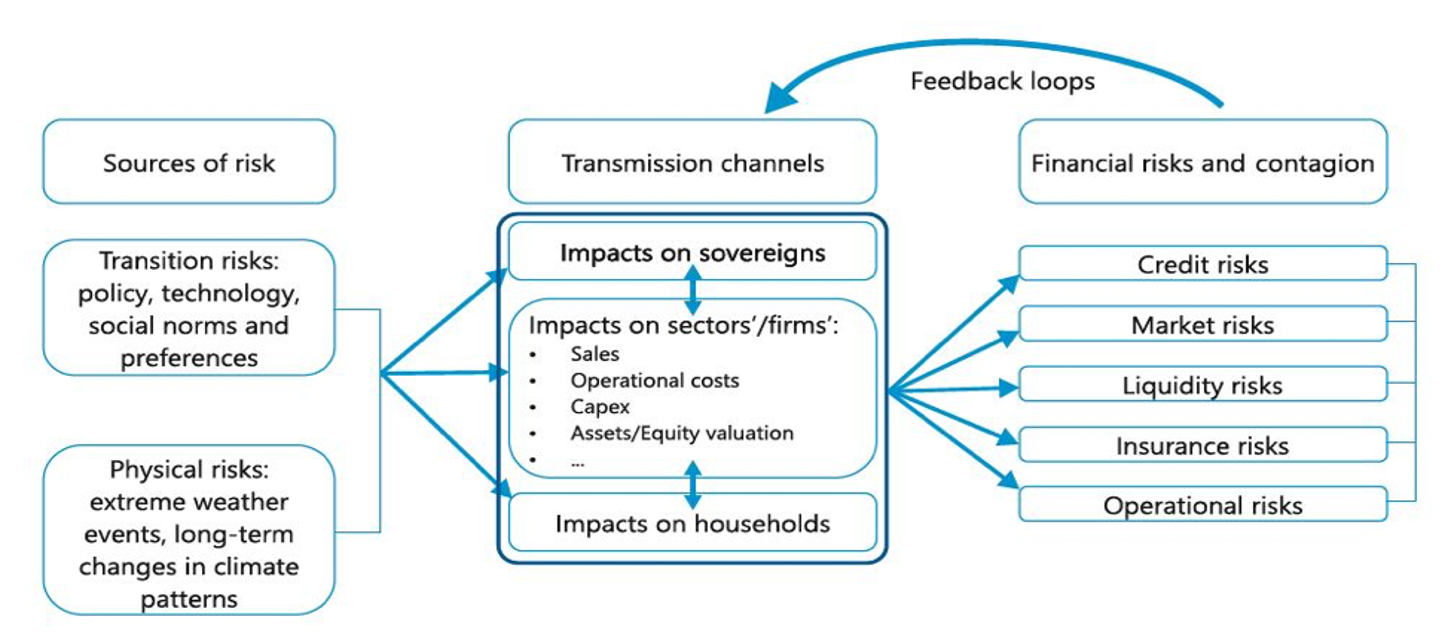 Feedback loops
Sources of risk
Transmission channels
Financial risks and contagion
Transition risks:
policy, technology,
social norms and
preferences
Physical risks:
extreme weather
events, long-term
changes in climate
patterns
Impacts on sovereigns
Impacts on sectors’/firms’:
• Sales
• Operational costs
• Capex
• Assets/Equity valuation
• ...
Impacts on households
Credit risks
Market risks
Liquidity risks
Insurance risks
Operational risks